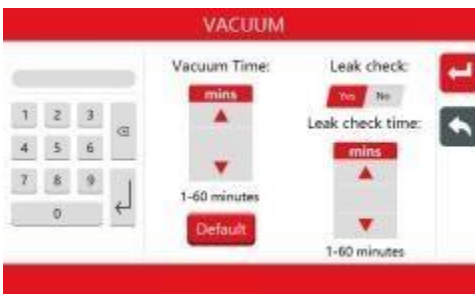 VACUUM
1 2 3
4 5 6
7 8 9
0
Vacuum Time:
mins
1-60 minutes
Default
Leak check:
Yes No
Leak check time:
mins
1-60 minutes